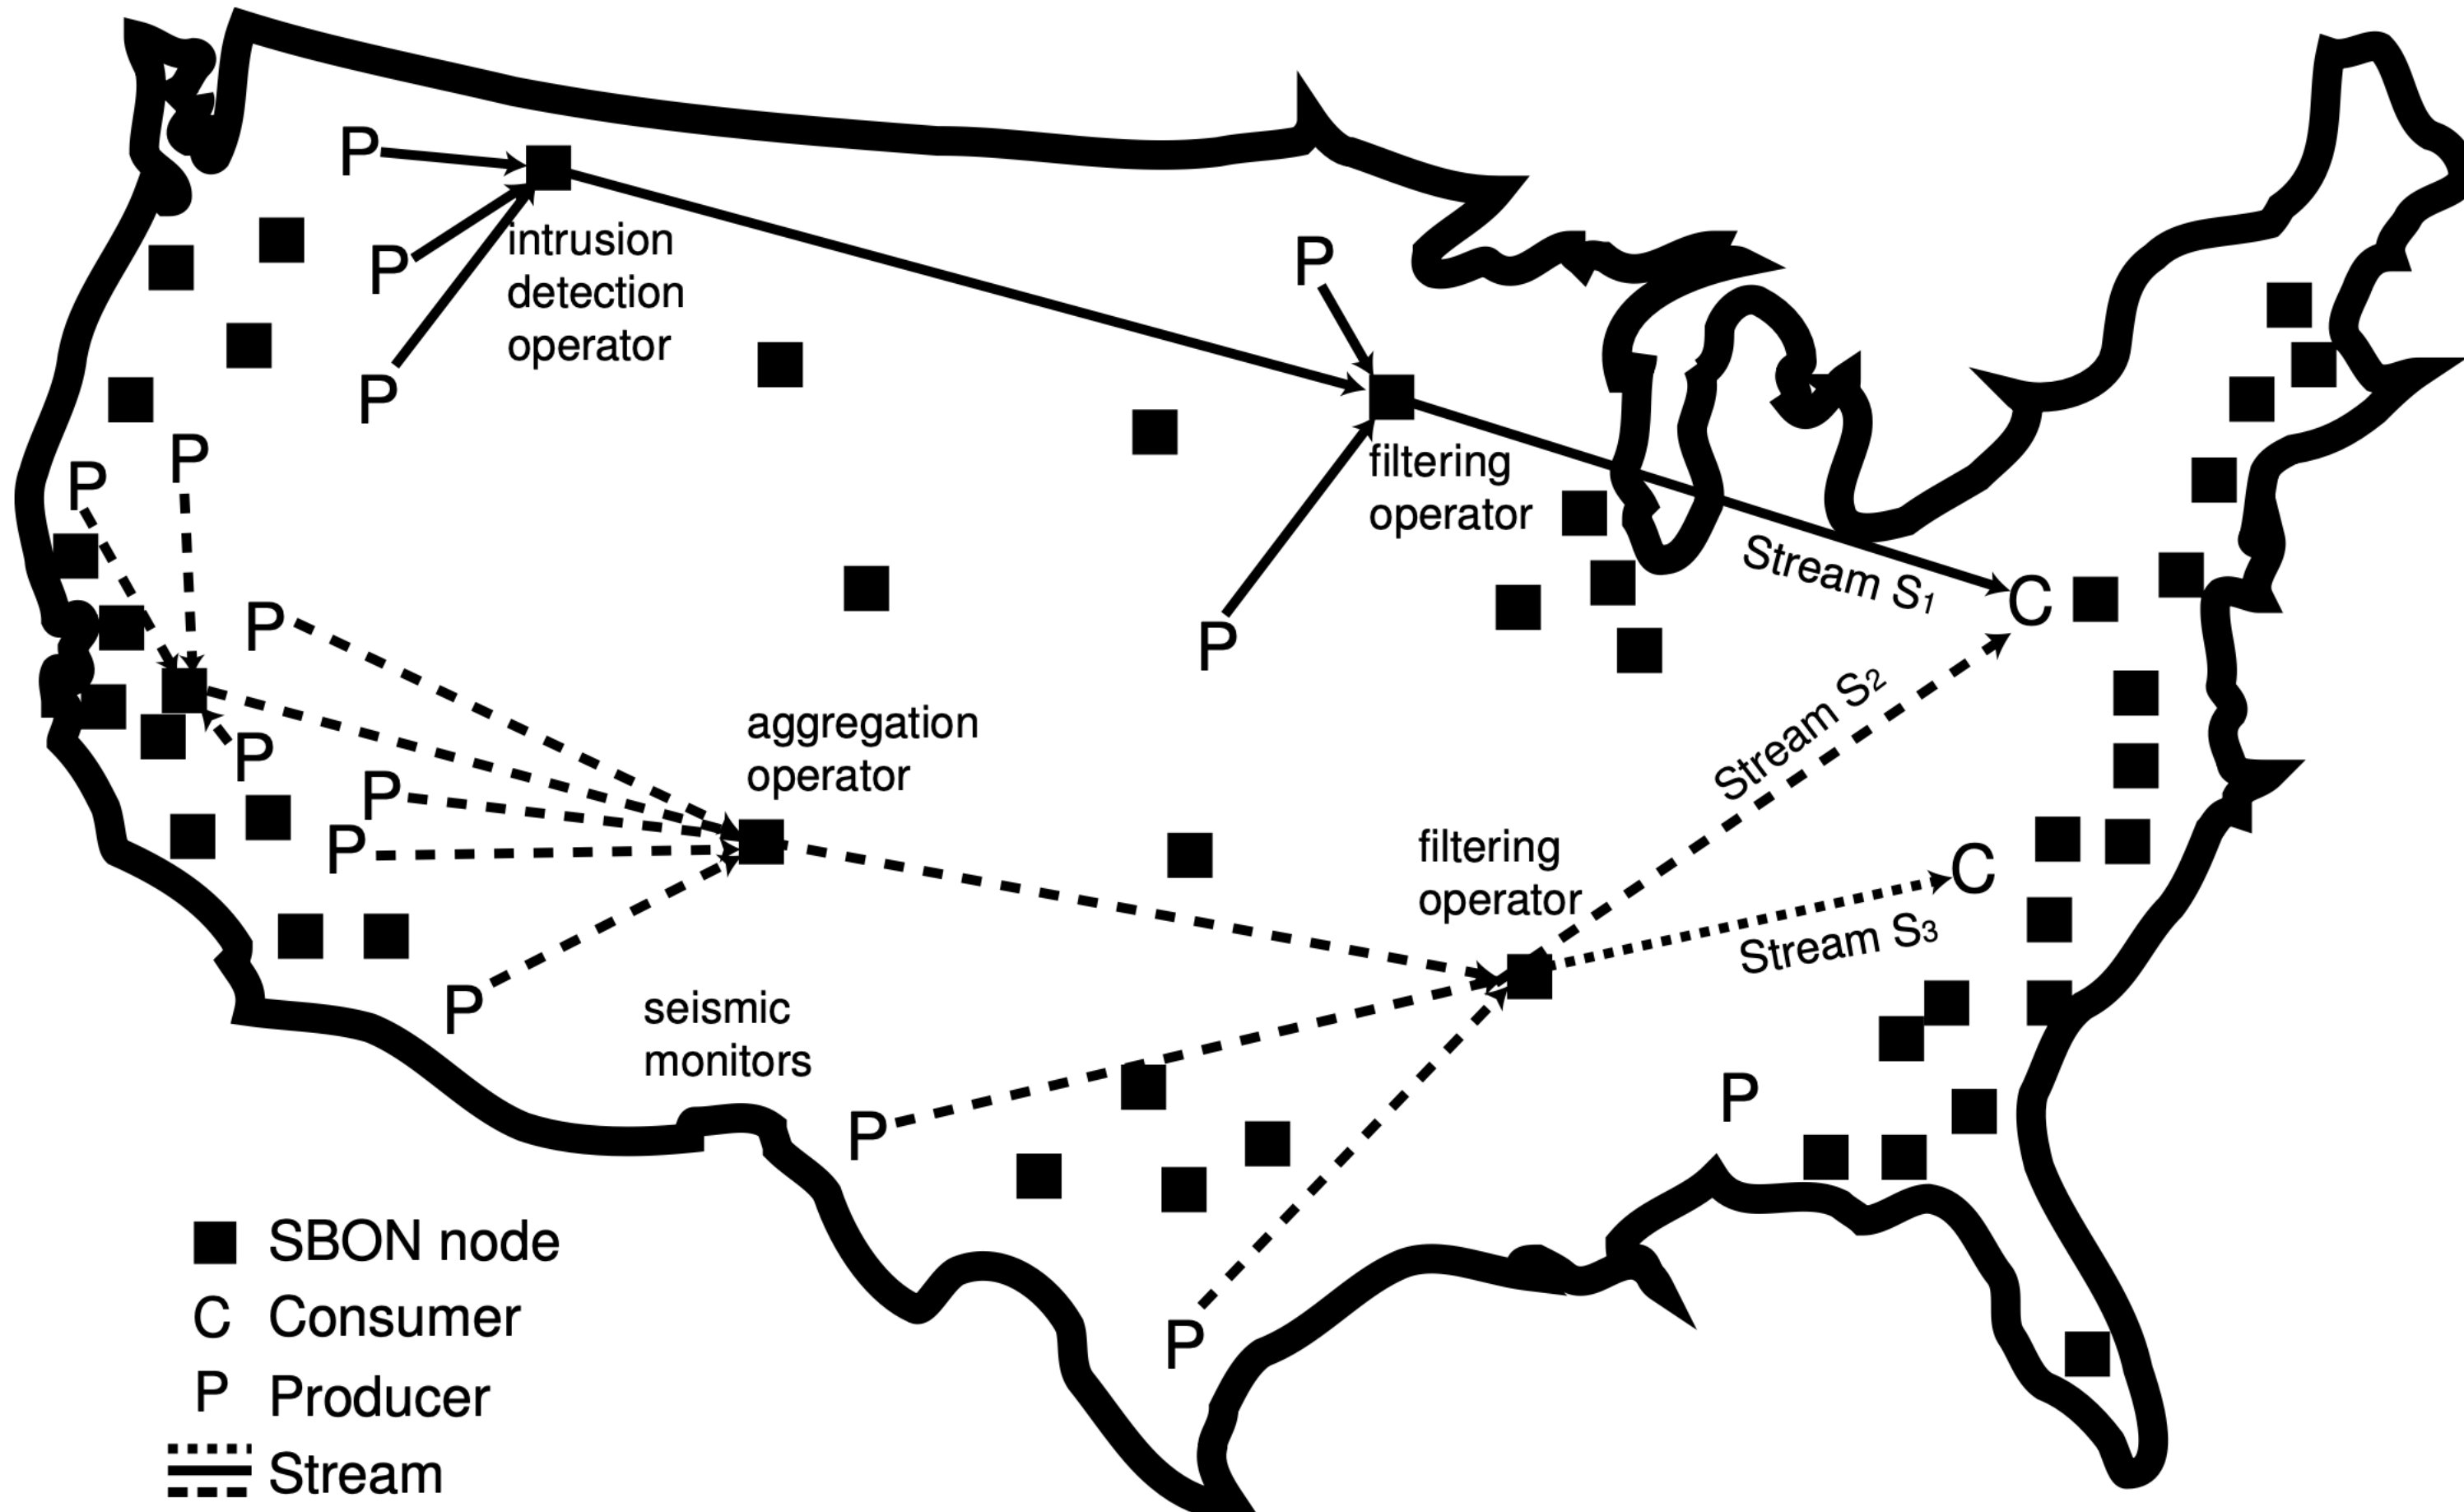 P
P
P
intrusion
detection
operator
P
filtering
operator
P
P
P
P
P
P
P
P
P
aggregation
operator
seismic
monitors
Stream S1
C
Stream S2
filtering
operator
C
Stream S3
P
P
P
SBON node
C Consumer
P Producer
Stream